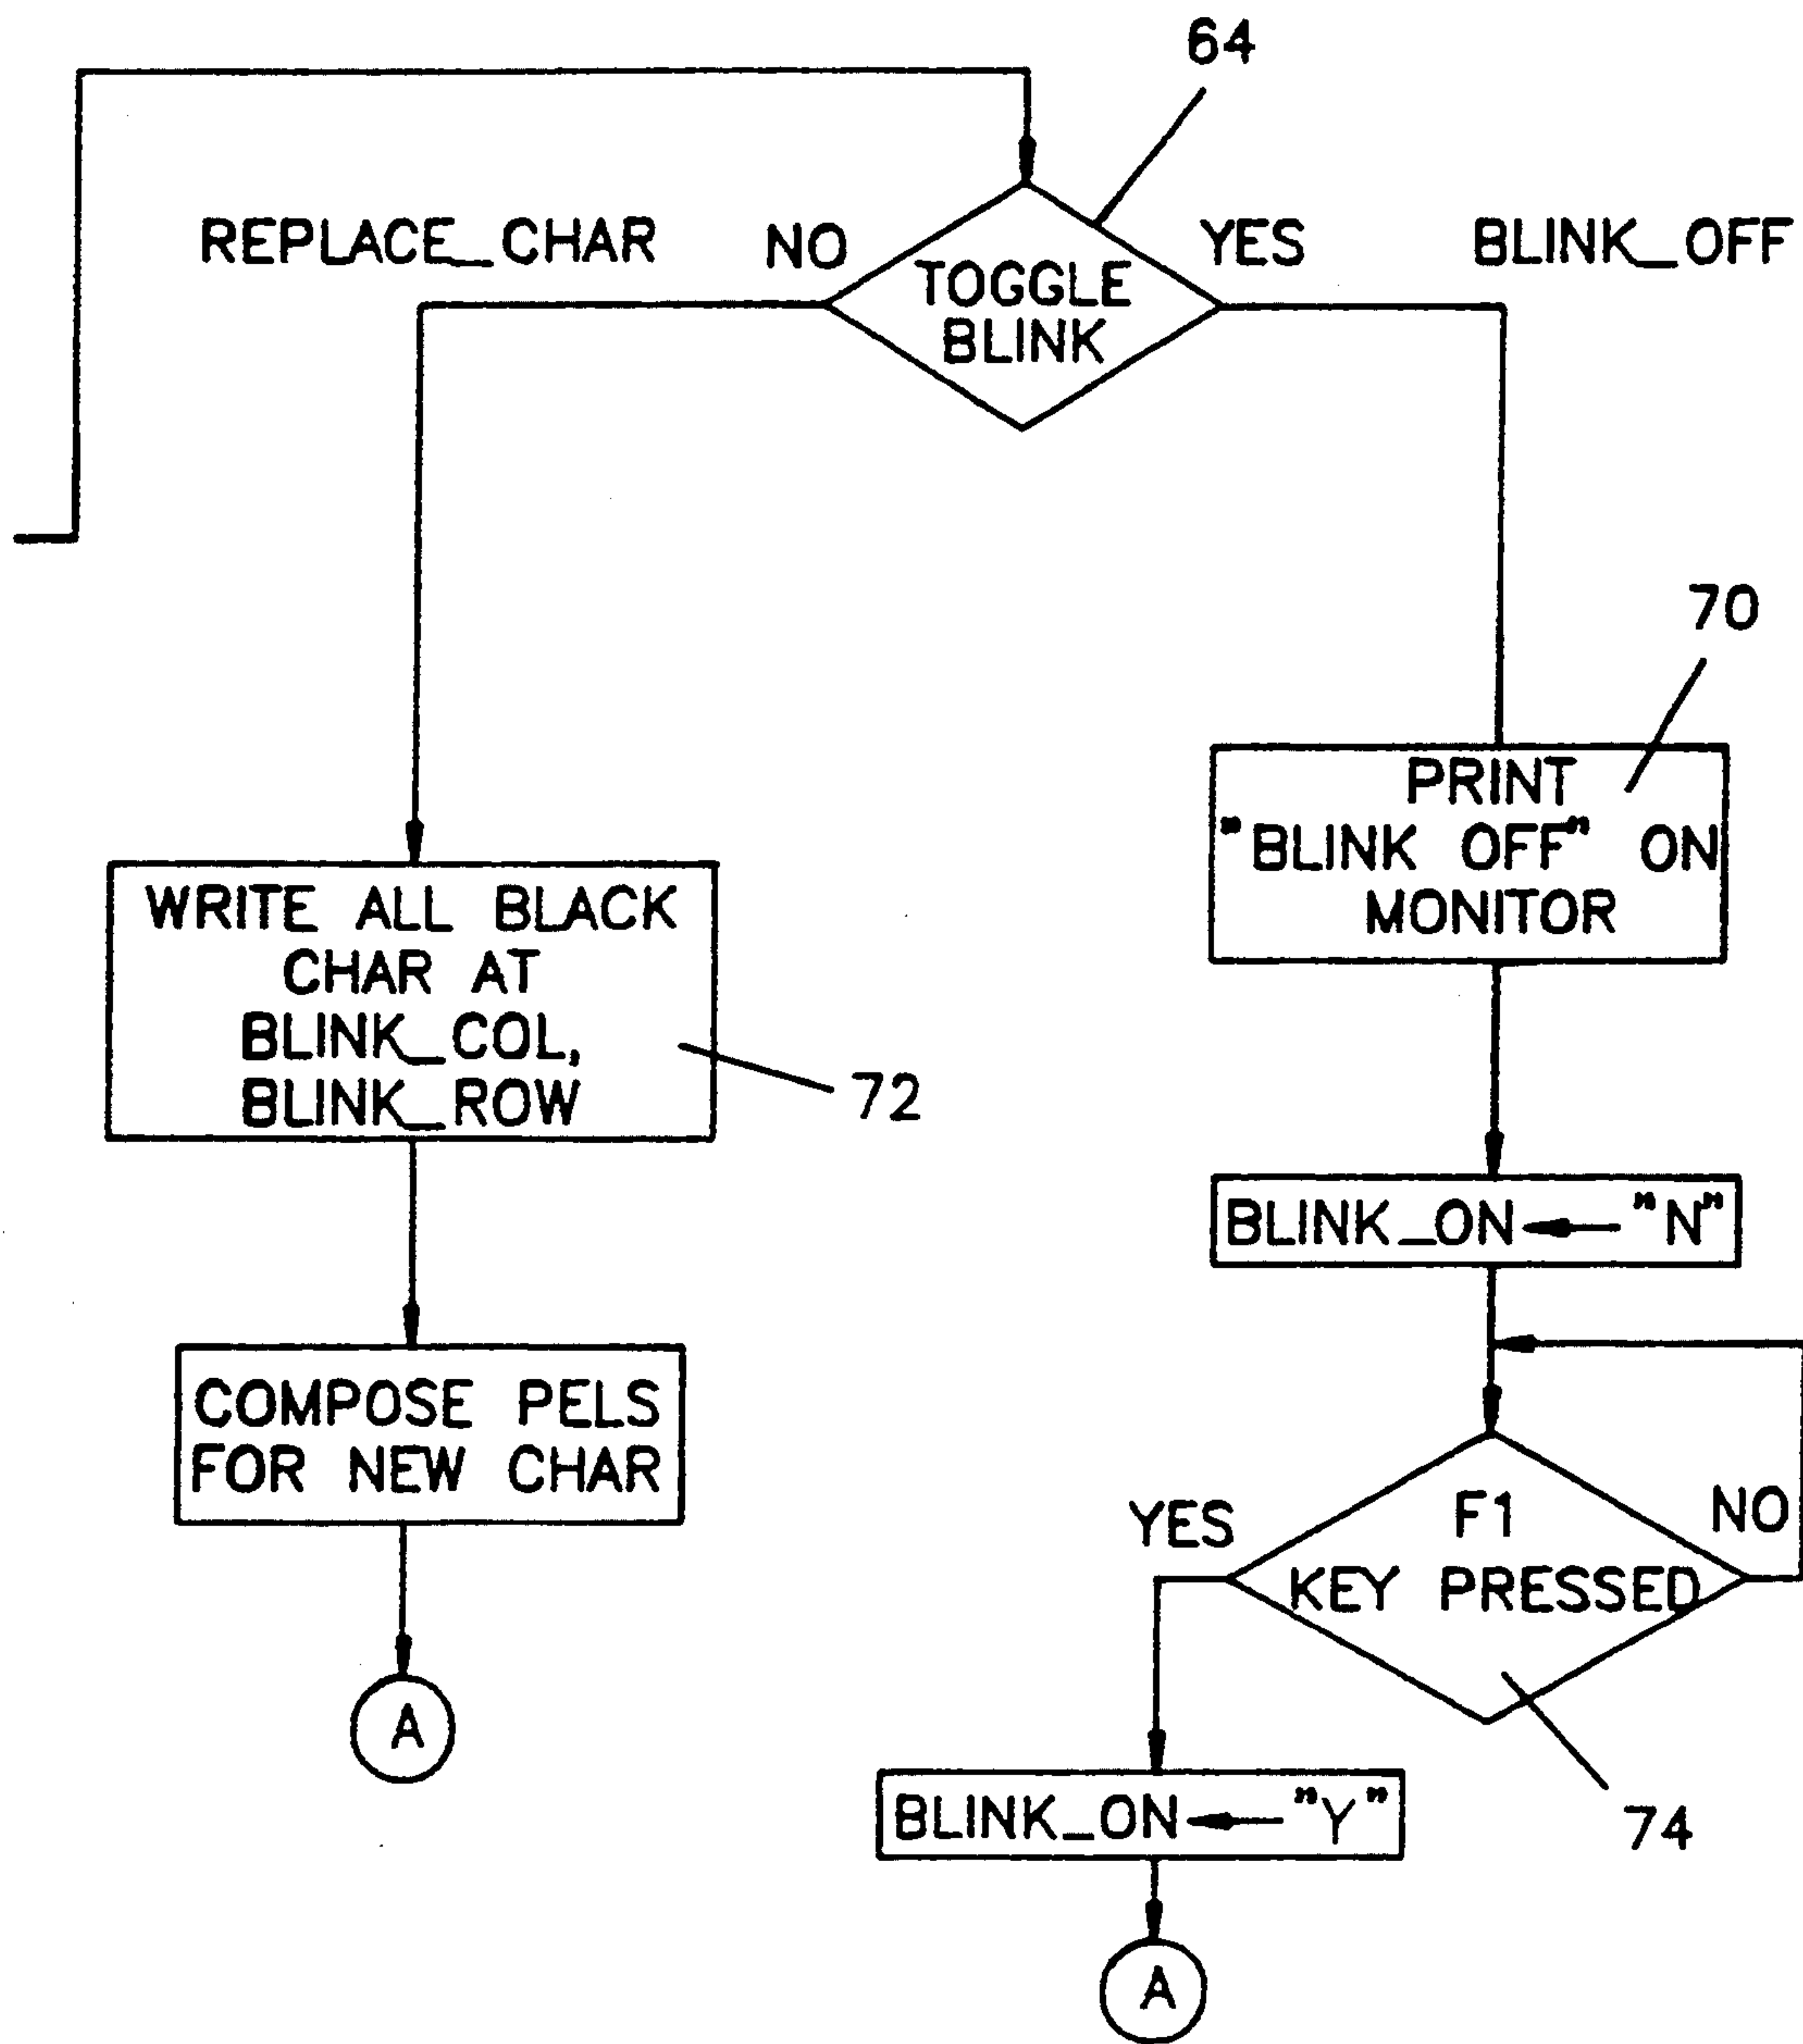 64
REPLACE_CHAR NO YES BLINK_OFF
TOGGLE
BLINK
70
PRINT
"BLINK OFF" ON
MONITOR
WRITE ALL BLACK
CHAR AT
BLINK_COL,
BLINK_ROW
72
BLINK_ON ← "N"
COMPOSE PELS
FOR NEW CHAR
YES F1 NO
KEY PRESSED
A
BLINK_ON ← "Y"
74
A